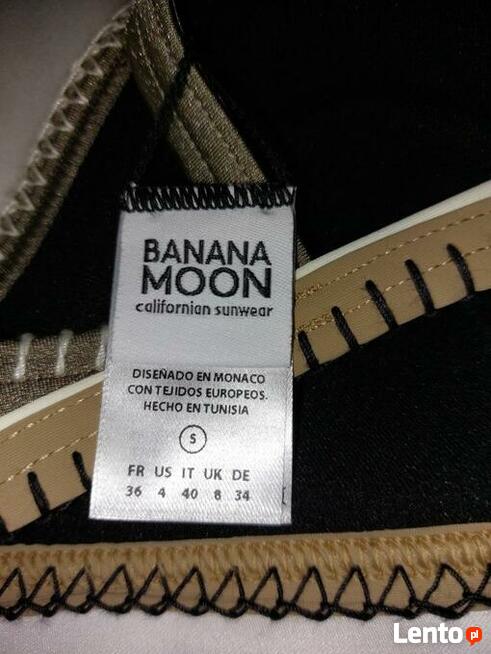 BANANA
MOON
californian sunwear
DISEÑADO EN MONACO
CON TEJIDOS EUROPEOS.
HECHO EN TUNISIA
S
FR US IT UK DE
36 4 40 8 34
Lento.pl